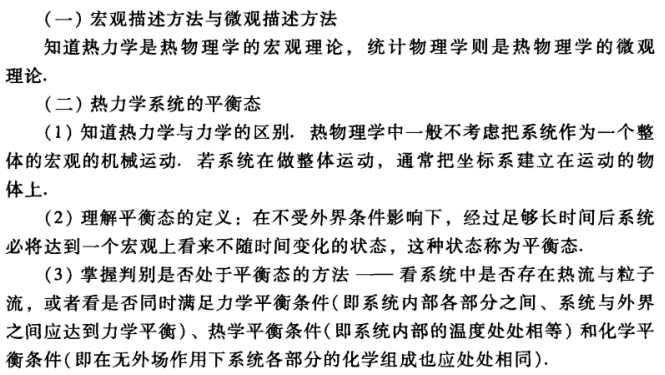 (一) 宏观描述方法与微观描述方法
知道热力学是热物理学的宏观理论，统计物理学则是热物理学的微观
理论.
(二) 热力学系统的平衡态
(1) 知道热力学与力学的区别. 热物理学中一般不考虑把系统作为一个整
体的宏观的机械运动. 若系统在做整体运动，通常把坐标系建立在运动的物
体上.
(2) 理解平衡态的定义：在不受外界条件影响下，经过足够长时间后系统
必将达到一个宏观上看来不随时间变化的状态，这种状态称为平衡态.
(3) 掌握判别是否处于平衡态的方法 —— 看系统中是否存在热流与粒子
流，或者看是否同时满足力学平衡条件(即系统内部各部分之间、系统与外界
之间应达到力学平衡)、热学平衡条件(即系统内部的温度处处相等) 和化学平
衡条件(即在无外场作用下系统各部分的化学组成也应处处相同).